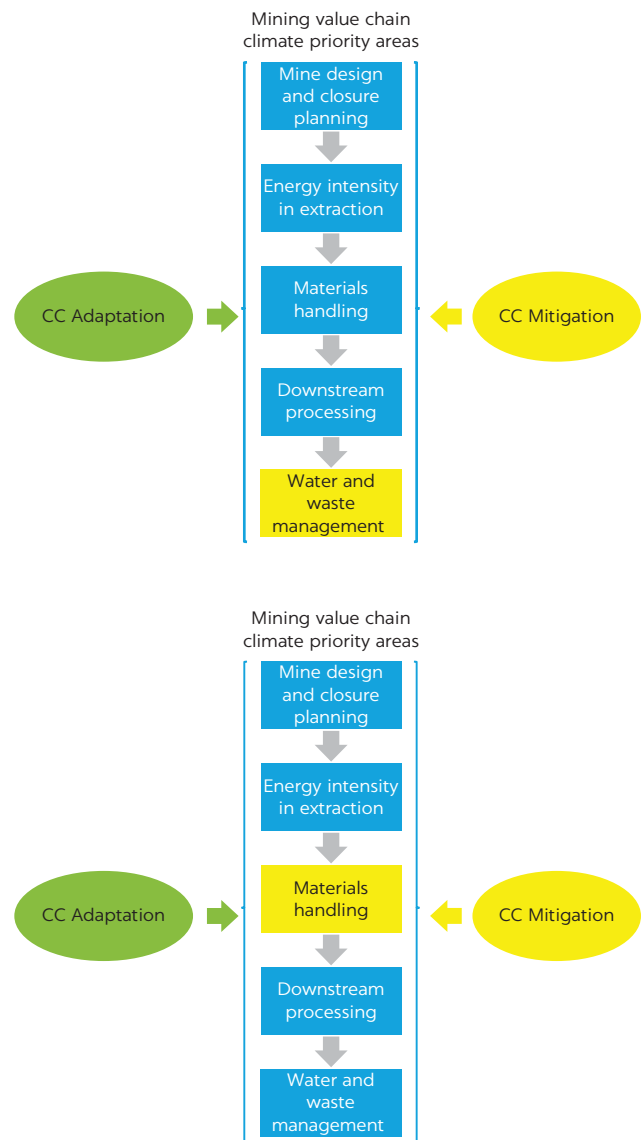 Mining value chain
climate priority areas
Mine design
and closure
planning
Energy intensity
in extraction
CC Adaptation
Materials
handling
CC Mitigation
Downstream
processing
Water and
waste
management
Mining value chain
climate priority areas
Mine design
and closure
planning
Energy intensity
in extraction
CC Adaptation
Materials
handling
CC Mitigation
Downstream
processing
Water and
waste
management